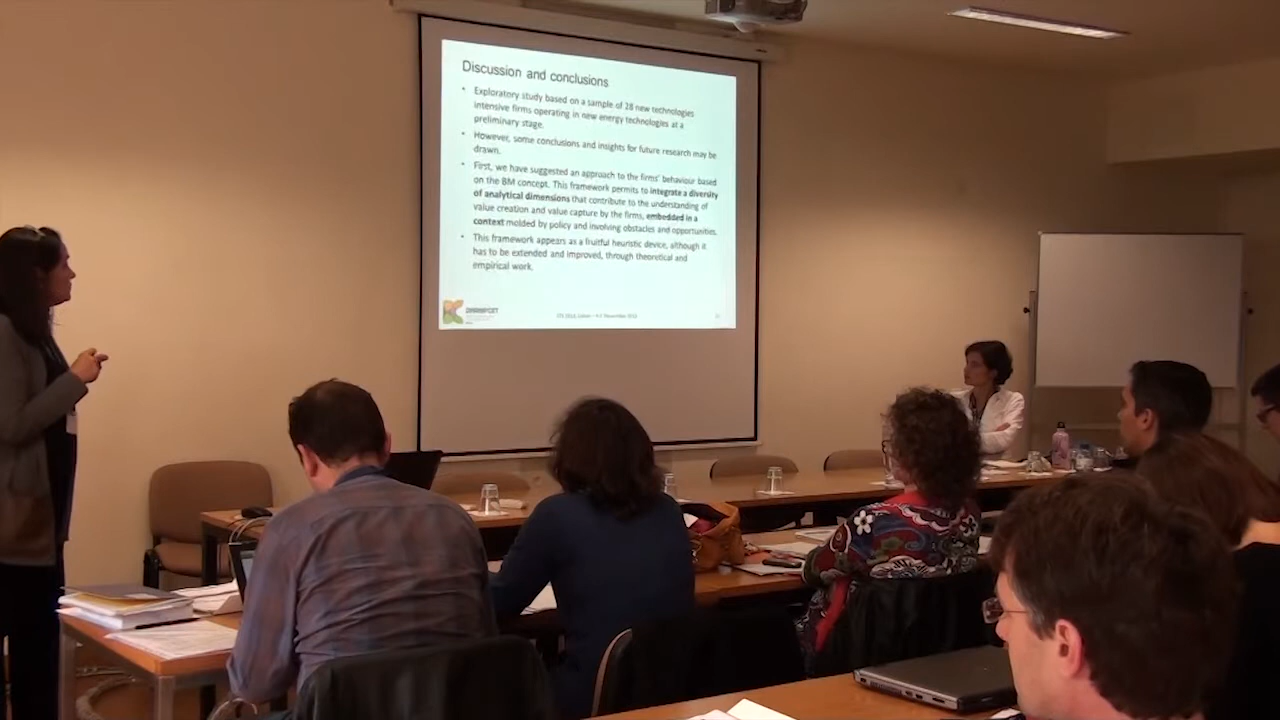 Discussion and conclusions
• Exploratory study based on a sample of 28 new technologies
intensive firms operating in new energy technologies at a
preliminary stage.
• However, some conclusions and insights for future research may be
drawn.
• First, we have suggested an approach to the firms' behaviour based
on the BM concept. This framework permits to integrate a diversity
of analytical dimensions that contribute to the understanding of
value creation and value capture by the firms, embedded in a
context molded by policy and involving obstacles and opportunities.
• This framework appears as a fruitful heuristic device, although it
has to be extended and improved, through theoretical and
empirical work.